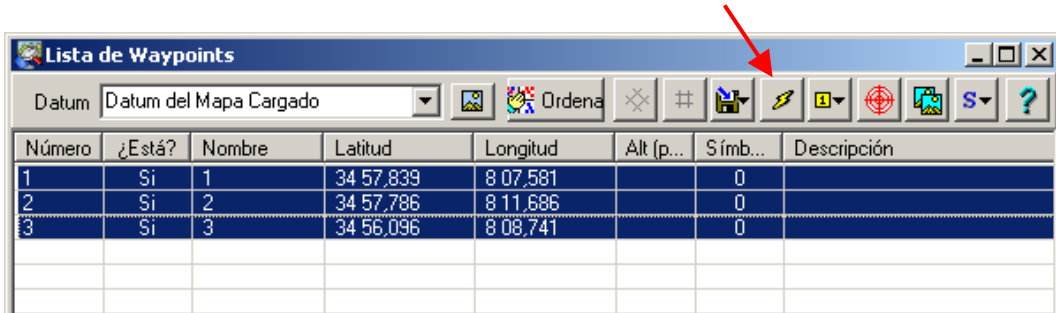 Lista de Waypoints
Datum Datum del Mapa Cargado Ordena 1 S ?
Número ¿Está? Nombre Latitud Longitud Alt (p... Símb... Descripción
1 Si 1 34 57,839 8 07,581 0
2 Si 2 34 57,786 8 11,686 0
3 Si 3 34 56,096 8 08,741 0